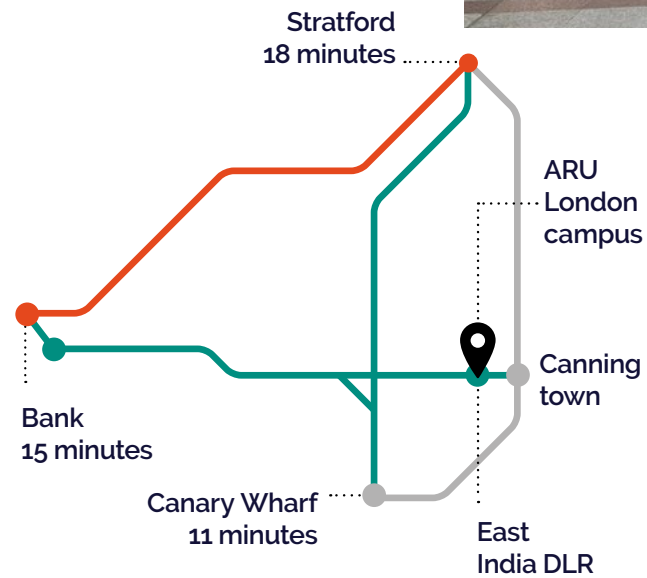 Stratford
18 minutes
ARU
London
campus
Canning
town
Bank
15 minutes
Canary Wharf
11 minutes
East
India DLR